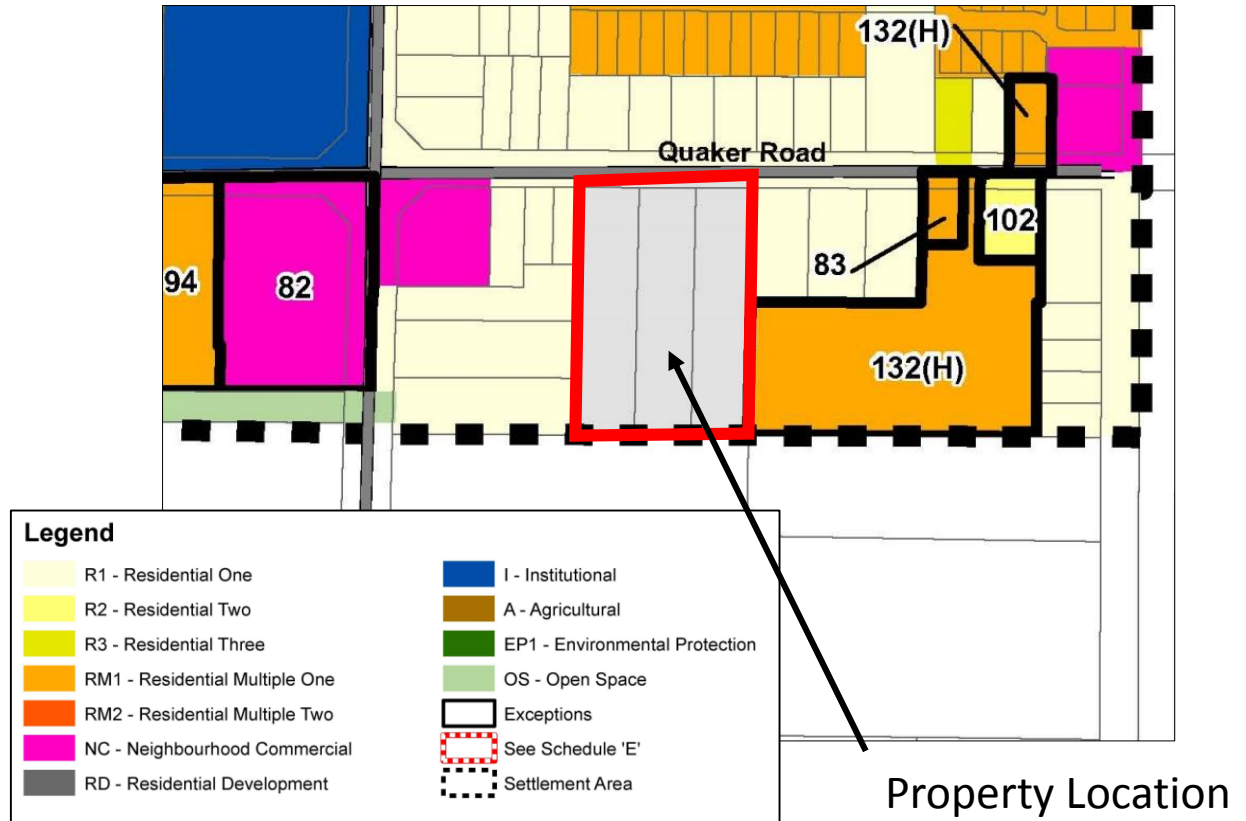 132(H)
Quaker Road
94
82
83
102
132(H)
Legend
R1 - Residential One
R2 - Residential Two
R3 - Residential Three
RM1 - Residential Multiple One
RM2 - Residential Multiple Two
NC - Neighbourhood Commercial
RD - Residential Development
I - Institutional
A - Agricultural
EP1 - Environmental Protection
OS - Open Space
Exceptions
See Schedule 'E'
Settlement Area
Property Location